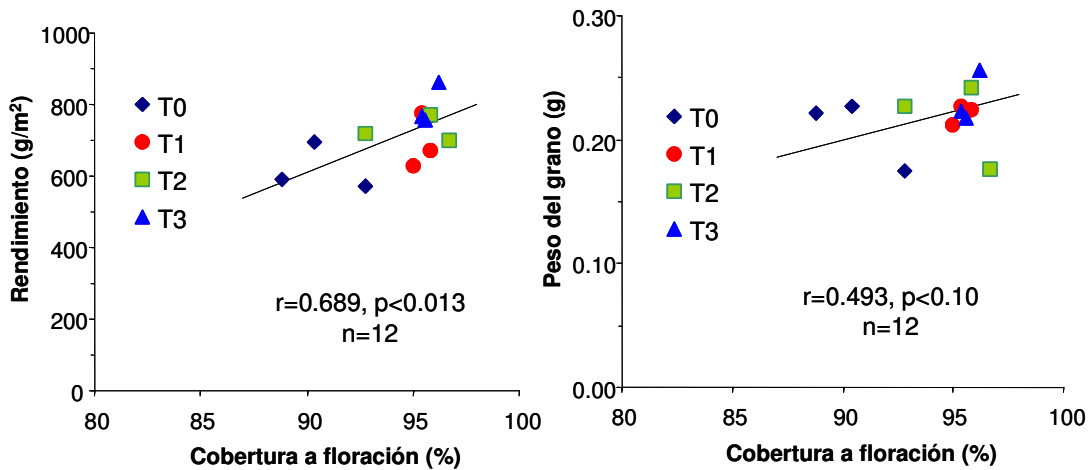 1000
800
600
400
200
0
Rendimiento (g/m²)
T0
T1
T2
T3
r=0.689, p<0.013
n=12
80 85 90 95 100
Cobertura a floración (%)
0.30
0.20
0.10
0.00
Peso del grano (g)
T0
T1
T2
T3
r=0.493, p<0.10
n=12
80 85 90 95 100
Cobertura a floración (%)